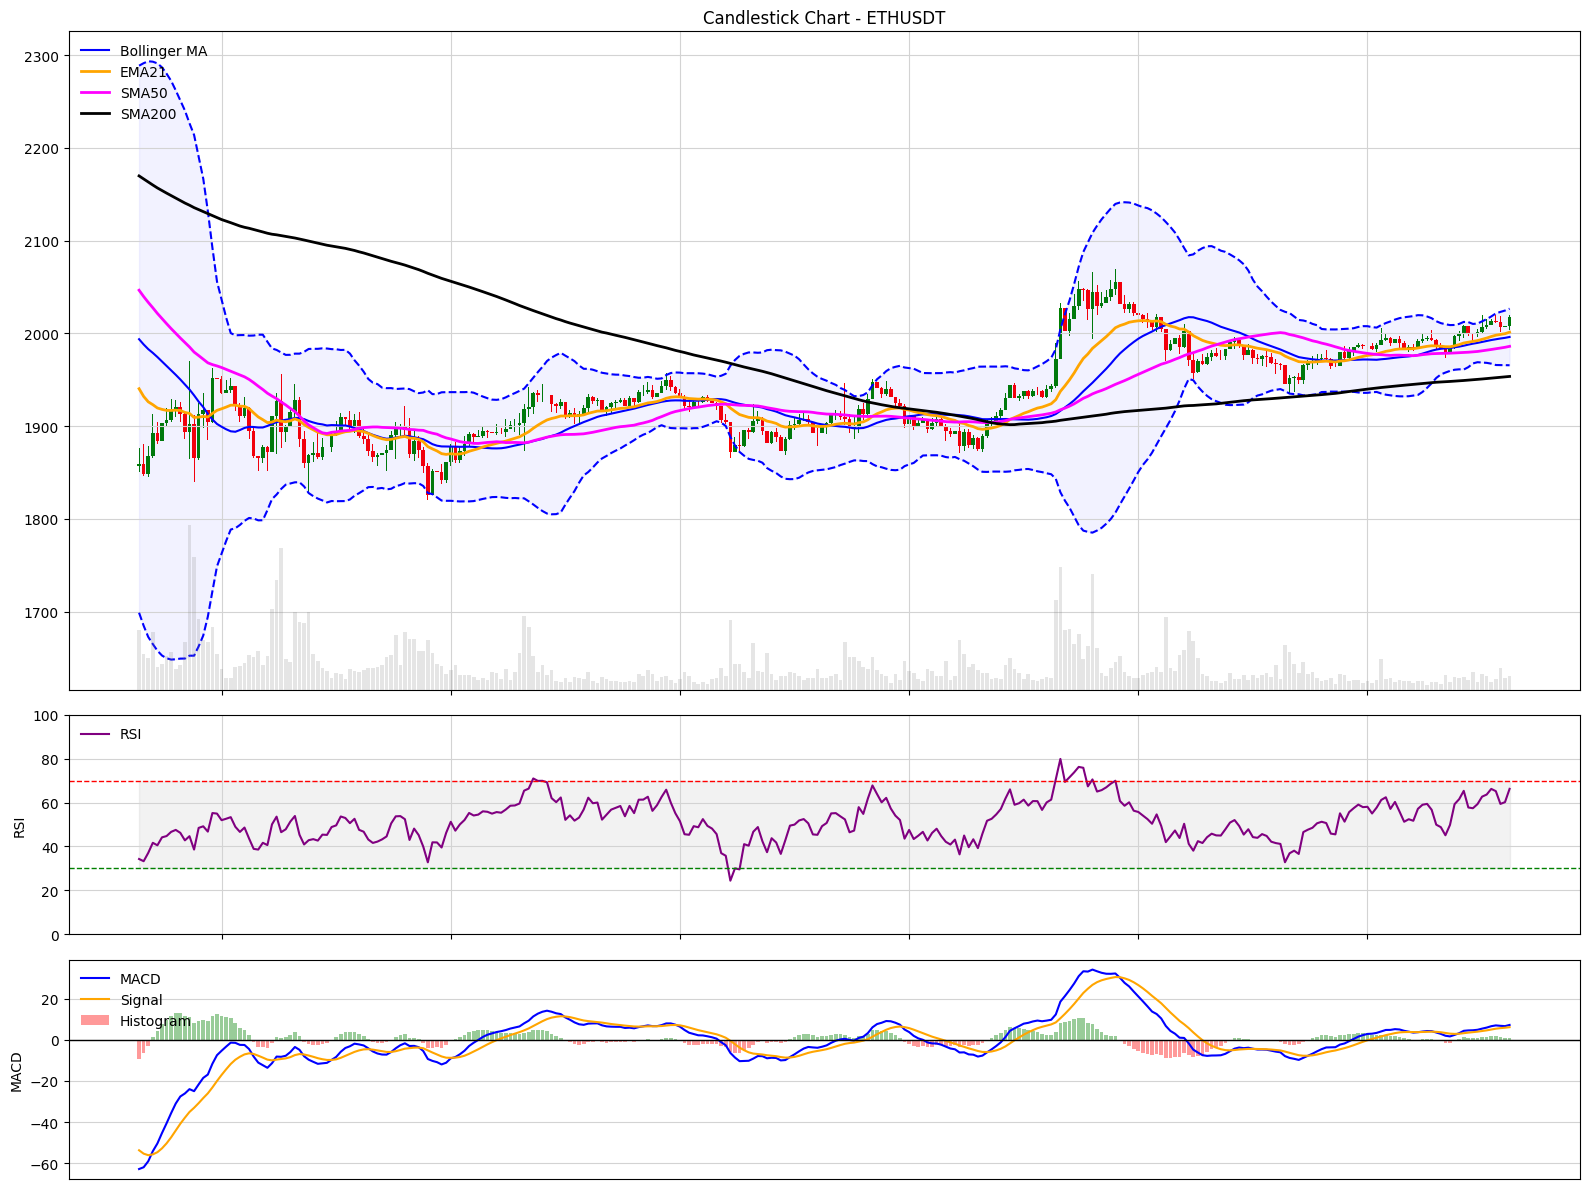 Candlestick Chart - ETHUSDT
Bollinger MA
EMA21
SMA50
SMA200
2300
2200
2100
2000
1900
1800
1700
RSI
100
80
60
40
20
0
RSI
MACD
Signal
Histogram
20
0
−20
−40
−60
MACD